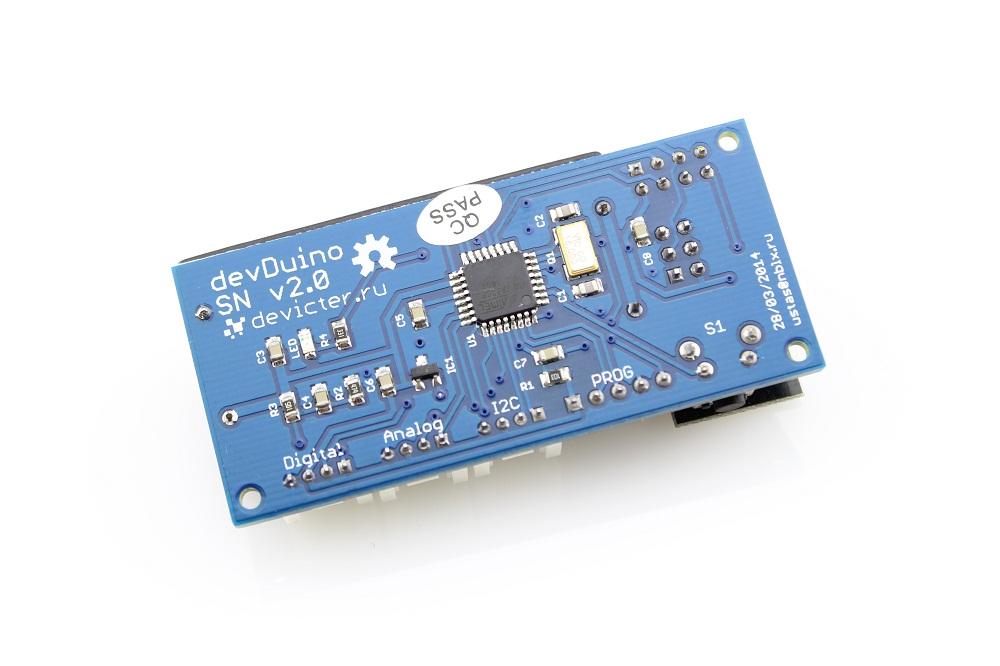 QC
PASS
devDuino
SN v2.0
devicter.ru
C2
Q1
C1
C8
C5
U1
IC1
C3
LED
R4
R3
C4
R2
C6
C7
R1
PROG
I2C
Analog
Digital
S1
28/03/2014
ustas@nblx.ru